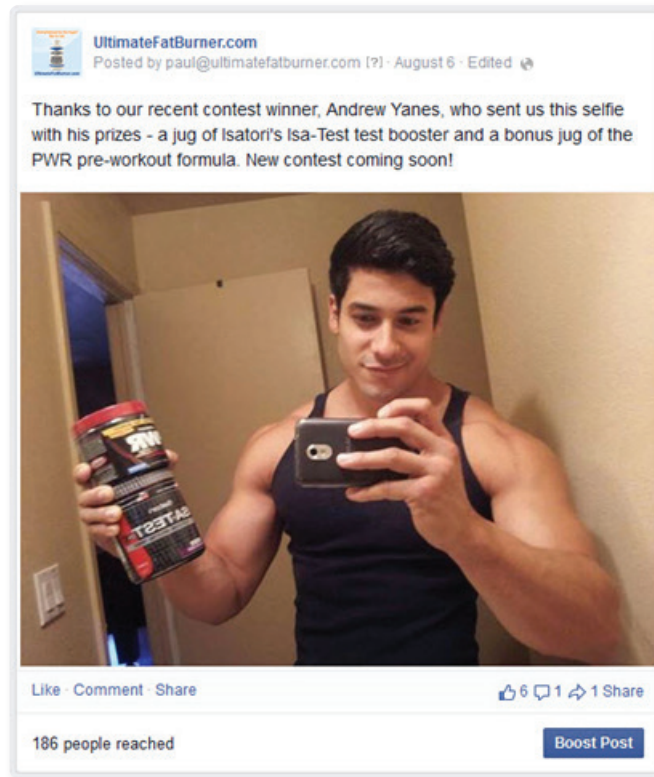 UltimateFatBurner.com
Posted by paul@ultimatefatburner.com [?] · August 6 · Edited
Thanks to our recent contest winner, Andrew Yanes, who sent us this selfie
with his prizes - a jug of Isatori's Isa-Test test booster and a bonus jug of the
PWR pre-workout formula. New contest coming soon!
PWR
ISA-TEST
Like · Comment · Share
6 1 1 Share
186 people reached
Boost Post